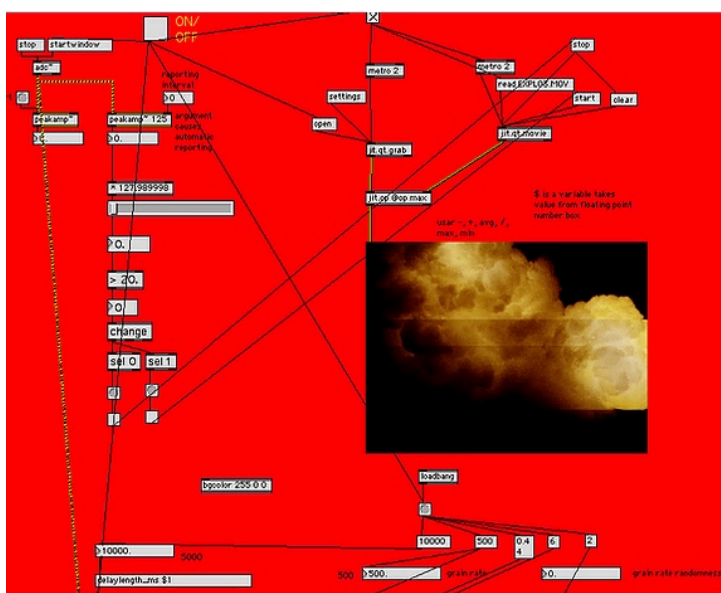 ON/
OFF
stop
startwindow
adc~
reporting
interval
0
peakamp~
peakamp~ 125
argument
causes
automatic
reporting
0.
0.
* 127.989998
0.
> 20.
0
change
sel 0
sel 1
metro 2
metro 2
stop
read EXPLOS.MOV
settings
start
clear
open
jit.qt.movie
jit.qt.grab
jit.op @op max
$ is a variable takes
value from floating point
number box
usar -, +, avg, /,
max, min
bgcolor 255 0 0
loadbang
10000
500
0.4
4
6
2
10000.
5000
500
500.
grain rate
0.
grain rate randomness
delaylength_ms $1